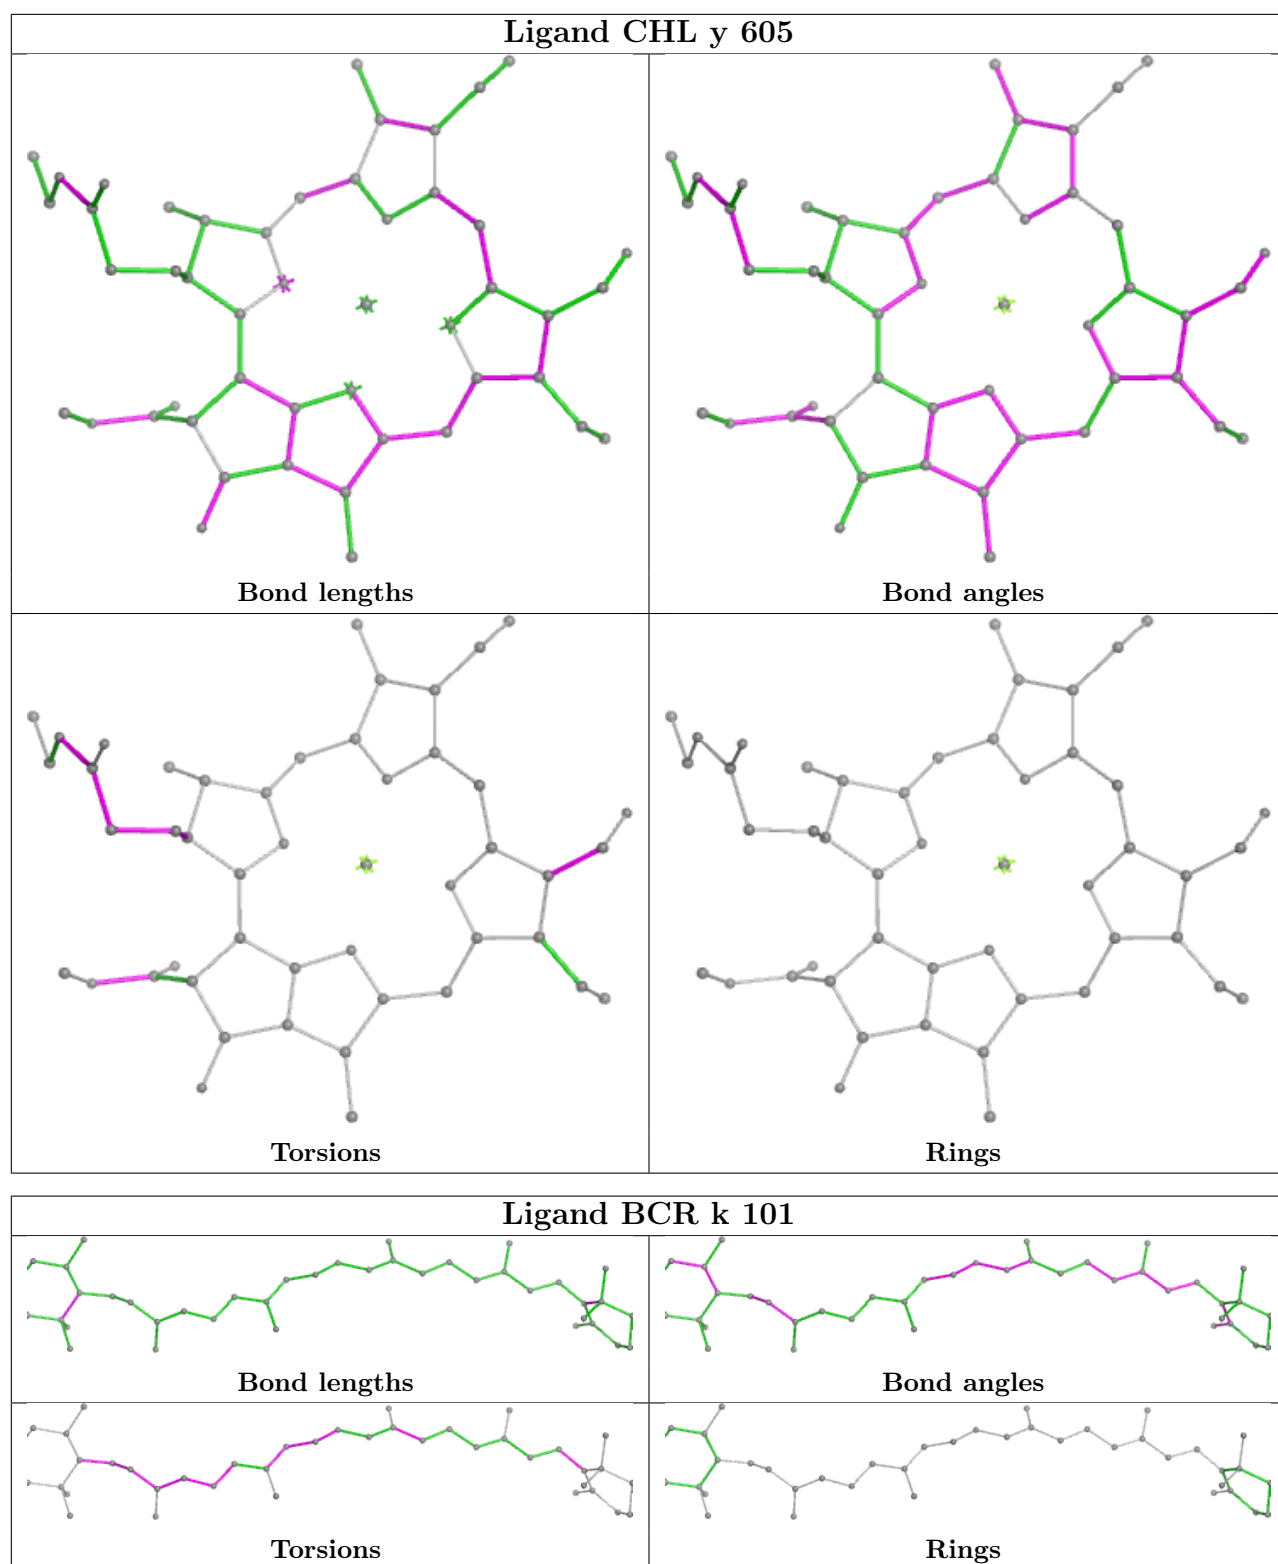 Ligand CHL y 605
Bond lengths
Bond angles
Torsions
Rings
Ligand BCR k 101
Bond lengths
Bond angles
Torsions
Rings